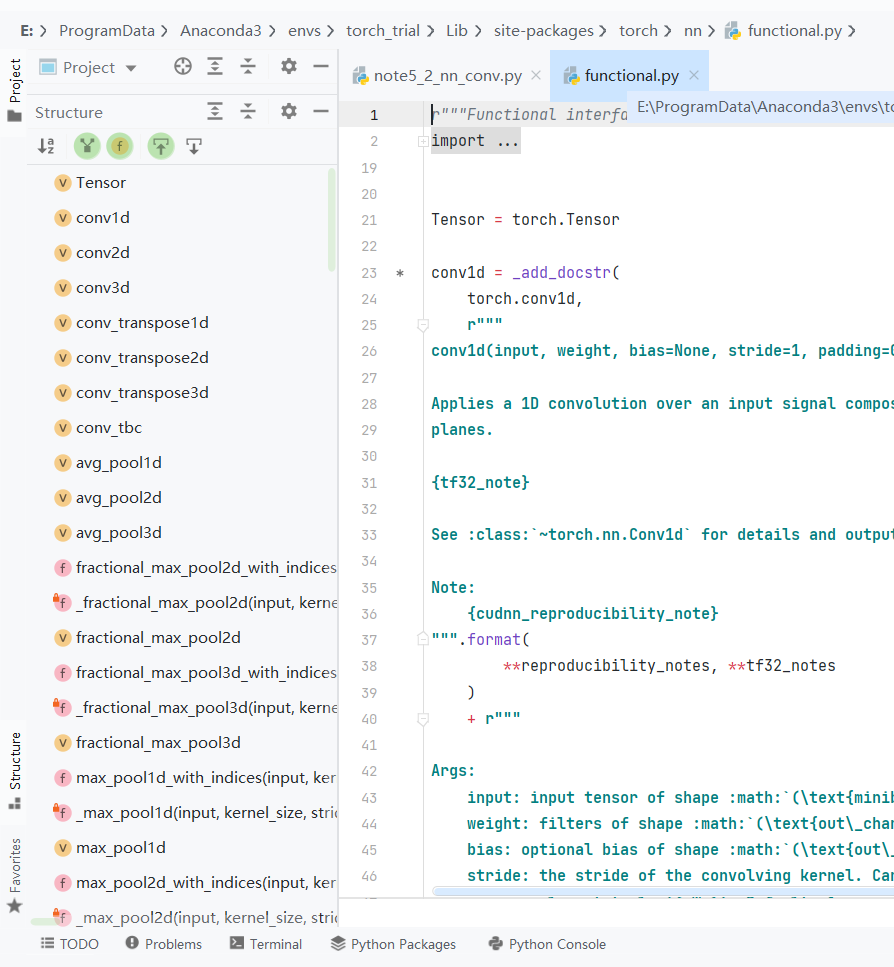 E: ProgramData Anaconda3 envs torch_trial Lib site-packages torch nn functional.py
Project
Project
note5_2_nn_conv.py
functional.py
Structure
E:\ProgramData\Anaconda3\envs\to
Tensor
conv1d
conv2d
conv3d
conv_transpose1d
conv_transpose2d
conv_transpose3d
conv_tbc
avg_pool1d
avg_pool2d
avg_pool3d
fractional_max_pool2d_with_indices
_fractional_max_pool2d(input, kerne
fractional_max_pool2d
fractional_max_pool3d_with_indices
_fractional_max_pool3d(input, kerne
fractional_max_pool3d
max_pool1d_with_indices(input, ker
_max_pool1d(input, kernel_size, stric
max_pool1d
max_pool2d_with_indices(input, ker
_max_pool2d(input, kernel_size, stric
Structure
Favorites
1 r"""Functional interfa
2 import ...
19
20
21 Tensor = torch.Tensor
22
23 * conv1d = _add_docstr(
24 torch.conv1d,
25 r"""
26 conv1d(input, weight, bias=None, stride=1, padding=0
27
28 Applies a 1D convolution over an input signal compos
29 planes.
30
31 {tf32_note}
32
33 See :class:`~torch.nn.Conv1d` for details and output
34
35 Note:
36 {cudnn_reproducibility_note}
37 """.format(
38 **reproducibility_notes, **tf32_notes
39 )
40 + r"""
41
42 Args:
43 input: input tensor of shape :math:`(\text{minib
44 weight: filters of shape :math:`(\text{out\_chan
45 bias: optional bias of shape :math:`(\text{out\_
46 stride: the stride of the convolving kernel. Can
TODO Problems Terminal Python Packages Python Console